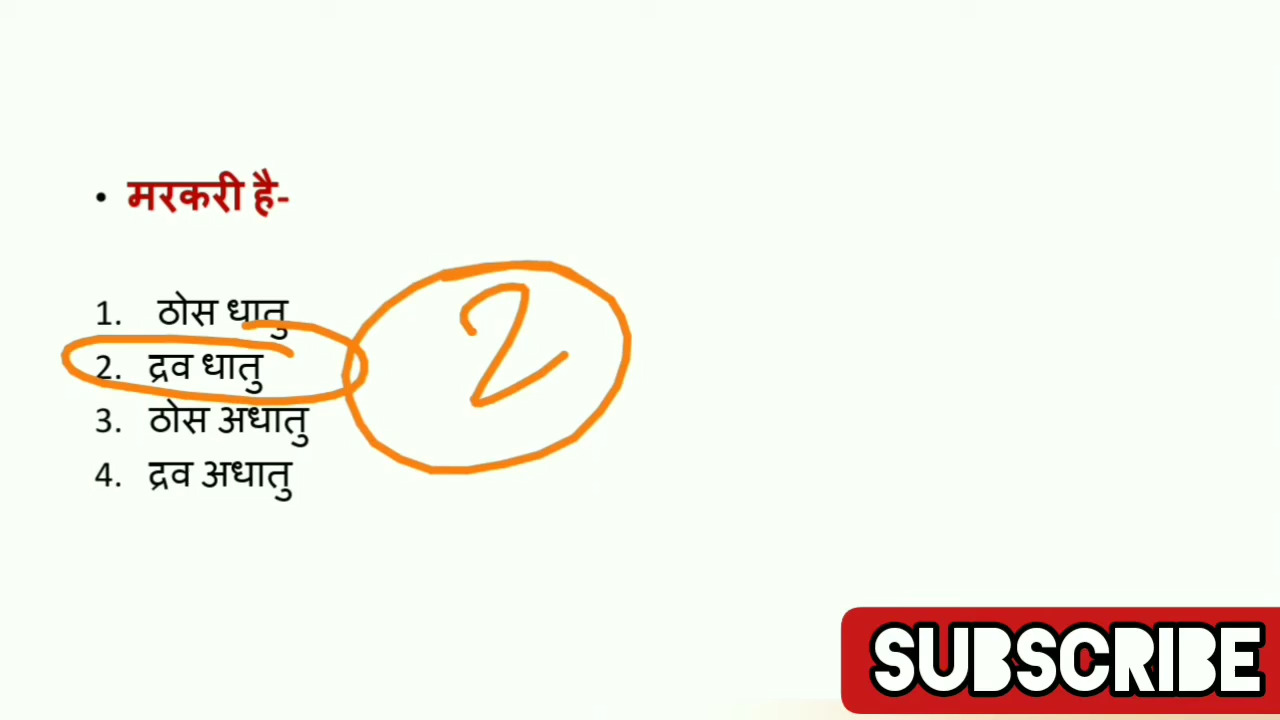 • मरकरी है-
1. ठोस धातु
2. द्रव धातु
2
3. ठोस अधातु
4. द्रव अधातु
SUBSCRIBE